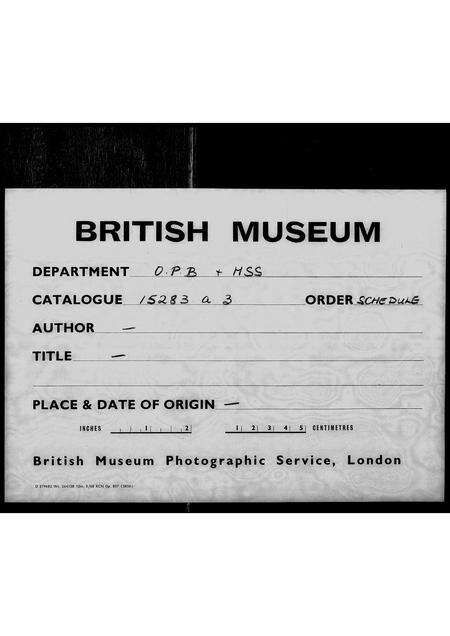 BRITISH MUSEUM
DEPARTMENT O.P.B + HSS
CATALOGUE 15283 a 3 ORDER SCHEDULE
AUTHOR —
TITLE —
PLACE & DATE OF ORIGIN —
INCHES 1 2 1 2 3 4 5 CENTIMETRES
British Museum Photographic Service, London